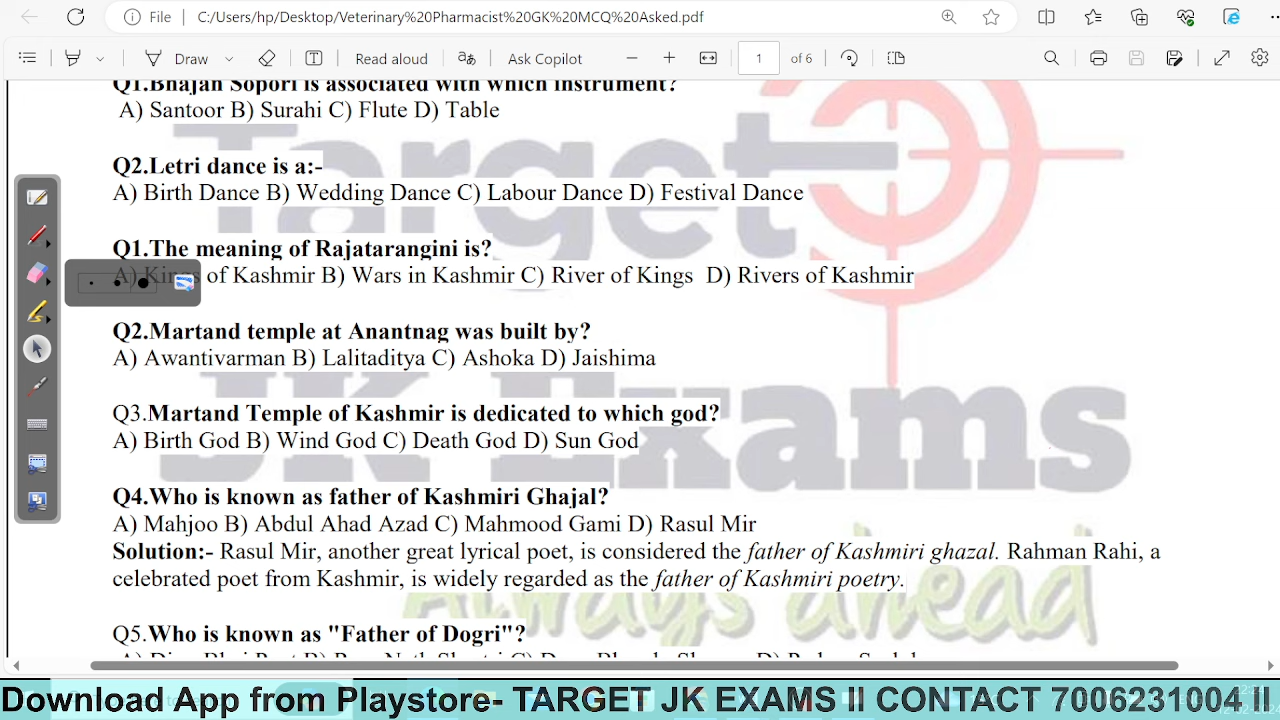 File C:/Users/hp/Desktop/Veterinary%20Pharmacist%20GK%20MCQ%20Asked.pdf
Draw Read aloud Ask Copilot 1 of 6
Q1.Bhajan Sopori is associated with which instrument?
A) Santoor B) Surahi C) Flute D) Table
Q2.Letri dance is a:-
A) Birth Dance B) Wedding Dance C) Labour Dance D) Festival Dance
Q1.The meaning of Rajatarangini is?
A) Kings of Kashmir B) Wars in Kashmir C) River of Kings D) Rivers of Kashmir
Q2.Martand temple at Anantnag was built by?
A) Awantivarman B) Lalitaditya C) Ashoka D) Jaishima
Q3.Martand Temple of Kashmir is dedicated to which god?
A) Birth God B) Wind God C) Death God D) Sun God
Q4.Who is known as father of Kashmiri Ghajal?
A) Mahjoo B) Abdul Ahad Azad C) Mahmood Gami D) Rasul Mir
Solution:- Rasul Mir, another great lyrical poet, is considered the father of Kashmiri ghazal. Rahman Rahi, a
celebrated poet from Kashmir, is widely regarded as the father of Kashmiri poetry.
Q5.Who is known as "Father of Dogri"?
Target
JK Exams
Always ahead
Download App from Playstore- TARGET JK EXAMS II CONTACT 7006231004 II